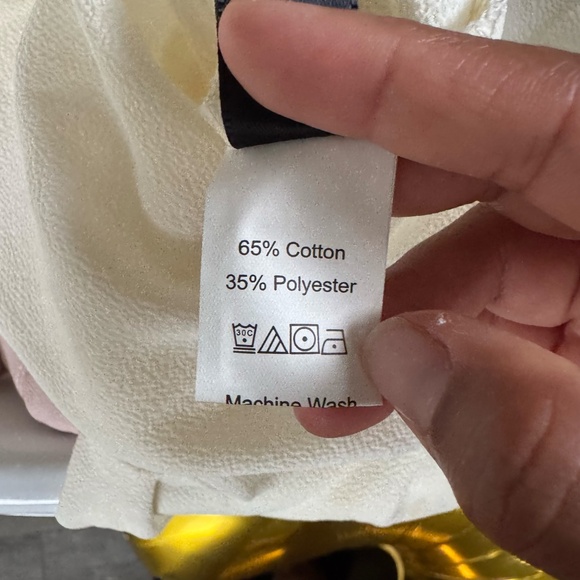 65% Cotton
35% Polyester
30C
Machine Wash